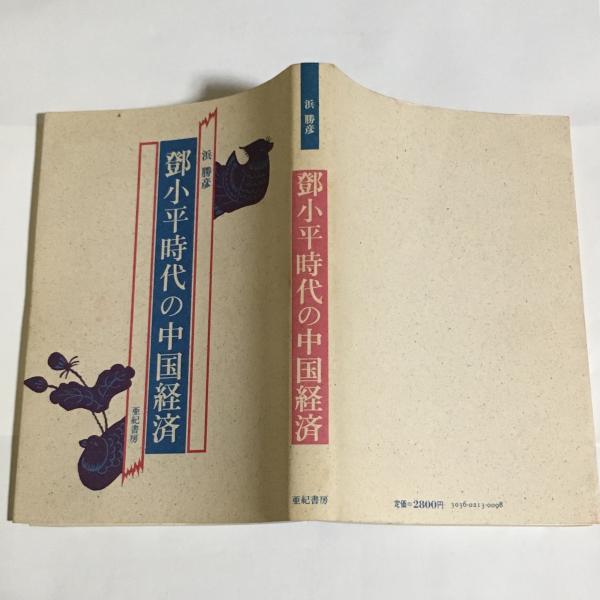 浜 勝彦
鄧小平時代の中国経済
亜紀書房
浜 勝彦
鄧小平時代の中国経済
亜紀書房
定価=2800円 3036-0213-0098